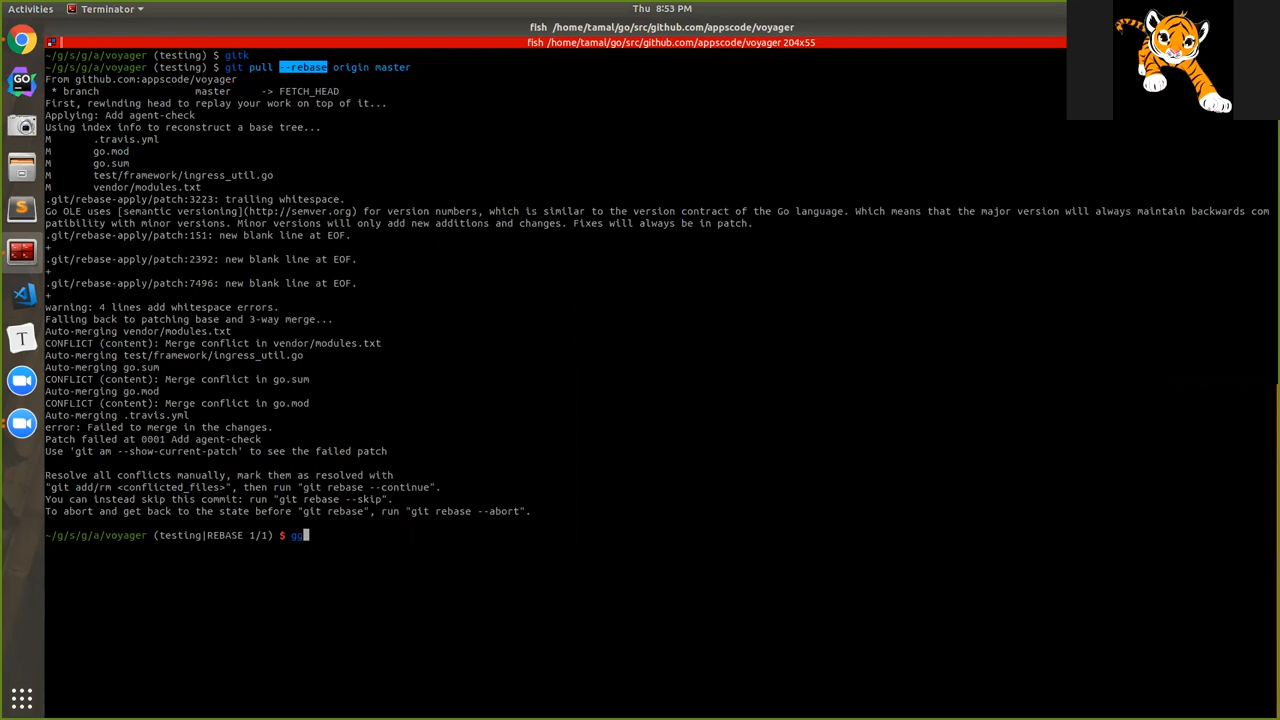 Activities
Terminator
Thu 8:53 PM
fish /home/tamal/go/src/github.com/appscode/voyager
fish /home/tamal/go/src/github.com/appscode/voyager 204x55
~/g/s/g/a/voyager (testing) $ gitk
~/g/s/g/a/voyager (testing) $ git pull --rebase origin master
From github.com:appscode/voyager
* branch master -> FETCH_HEAD
First, rewinding head to replay your work on top of it...
Applying: Add agent-check
Using index info to reconstruct a base tree...
M .travis.yml
M go.mod
M go.sum
M test/framework/ingress_util.go
M vendor/modules.txt
.git/rebase-apply/patch:3223: trailing whitespace.
Go OLE uses [semantic versioning](http://semver.org) for version numbers, which is similar to the version contract of the Go language. Which means that the major version will always maintain backwards com
patibility with minor versions. Minor versions will only add new additions and changes. Fixes will always be in patch.
.git/rebase-apply/patch:151: new blank line at EOF.
+
.git/rebase-apply/patch:2392: new blank line at EOF.
+
.git/rebase-apply/patch:7496: new blank line at EOF.
+
warning: 4 lines add whitespace errors.
Falling back to patching base and 3-way merge...
Auto-merging vendor/modules.txt
CONFLICT (content): Merge conflict in vendor/modules.txt
Auto-merging test/framework/ingress_util.go
Auto-merging go.sum
CONFLICT (content): Merge conflict in go.sum
Auto-merging go.mod
CONFLICT (content): Merge conflict in go.mod
Auto-merging .travis.yml
error: Failed to merge in the changes.
Patch failed at 0001 Add agent-check
Use 'git am --show-current-patch' to see the failed patch
Resolve all conflicts manually, mark them as resolved with
"git add/rm <conflicted_files>", then run "git rebase --continue".
You can instead skip this commit: run "git rebase --skip".
To abort and get back to the state before "git rebase", run "git rebase --abort".
~/g/s/g/a/voyager (testing|REBASE 1/1) $ gg
GO
S
T